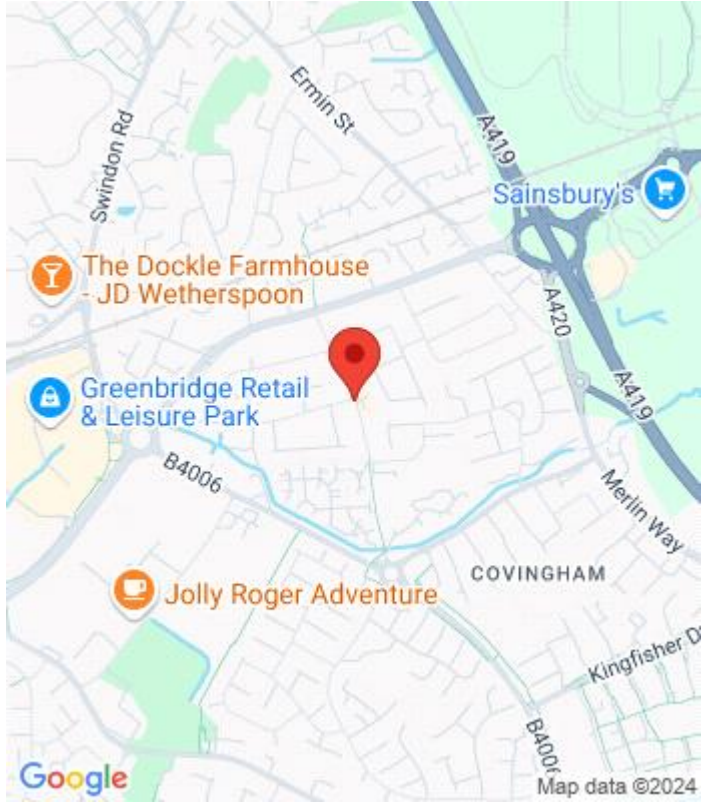 Ermin St
A419
Swindon Rd
Sainsbury's
The Dockle Farmhouse
- JD Wetherspoon
A420
Greenbridge Retail
& Leisure Park
A419
B4006
Merlin Way
COVINGHAM
Jolly Roger Adventure
Kingfisher D
B4006
Google
Map data ©2024